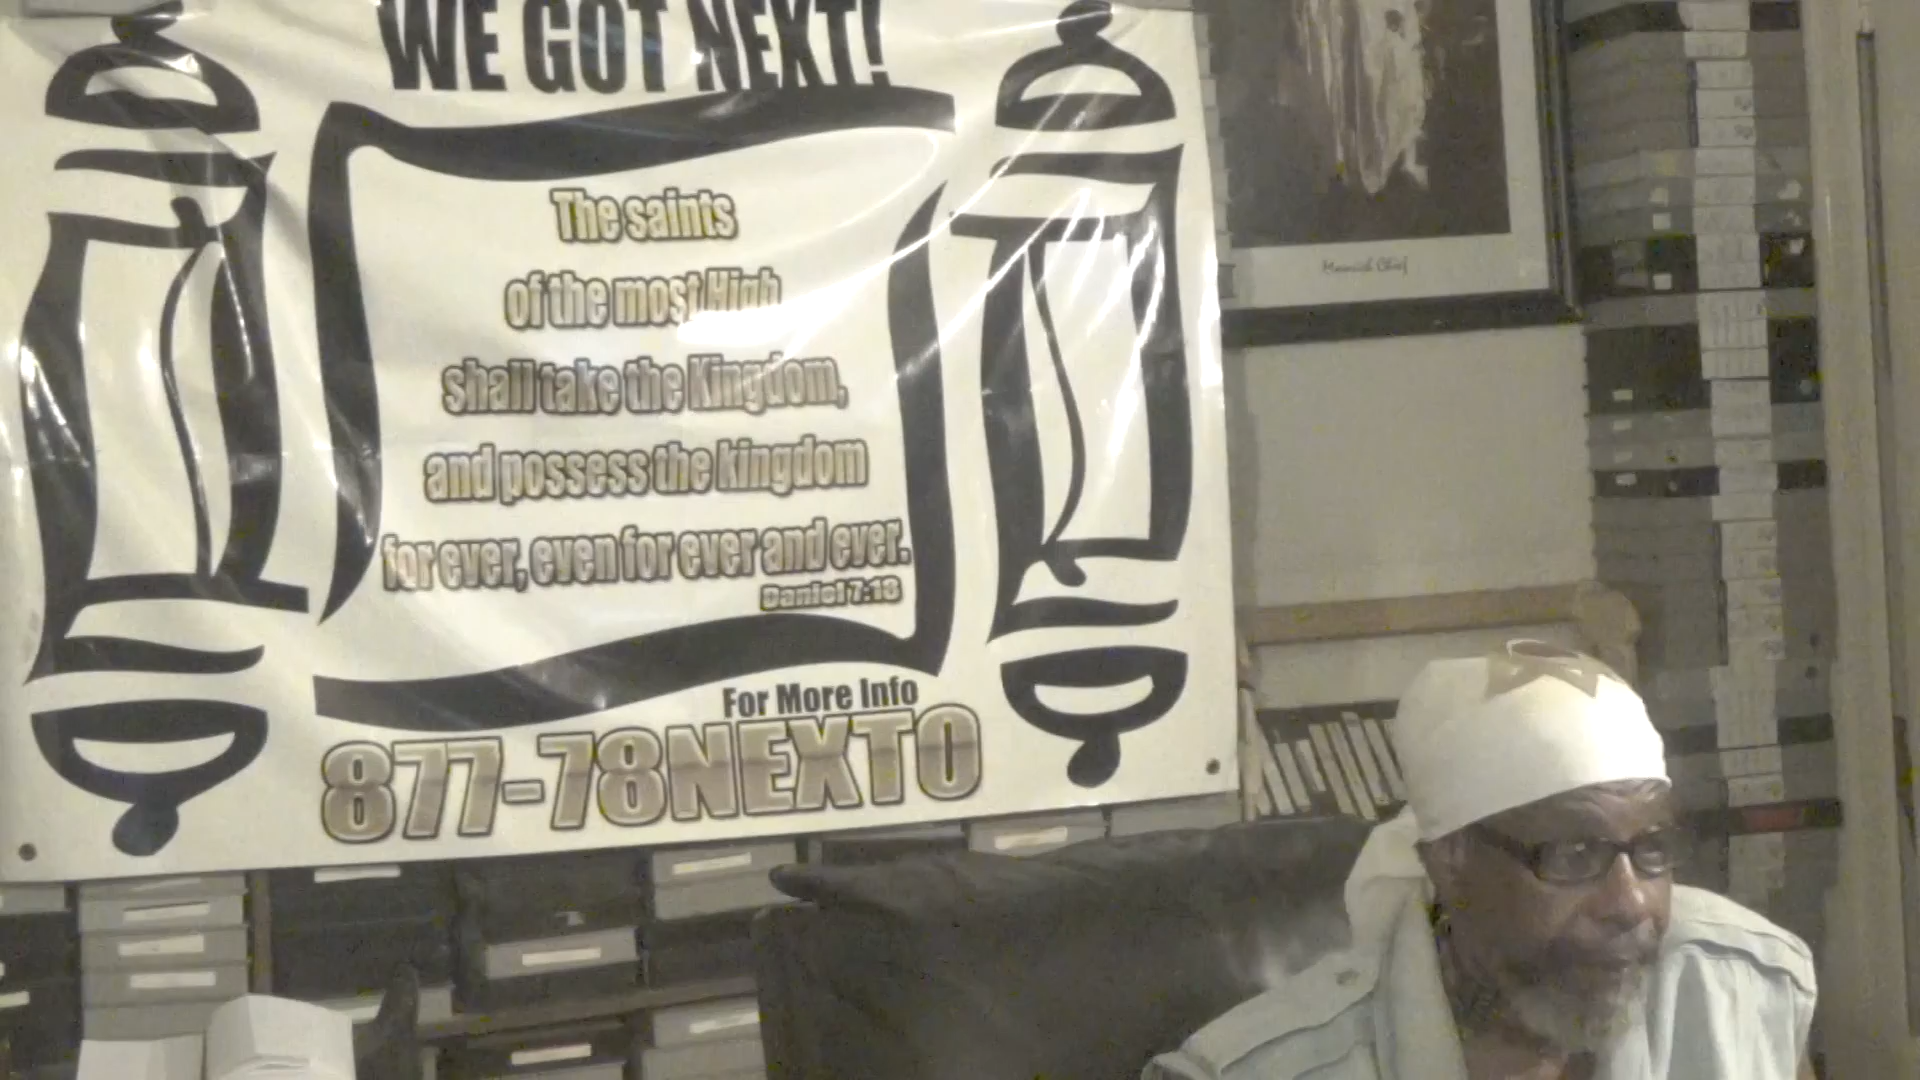 WE GOT NEXT!
The saints
of the most High
shall take the Kingdom,
and possess the kingdom
for ever, even for ever and ever.
Daniel 7:18
For More Info
877-78NEXTO
Chief